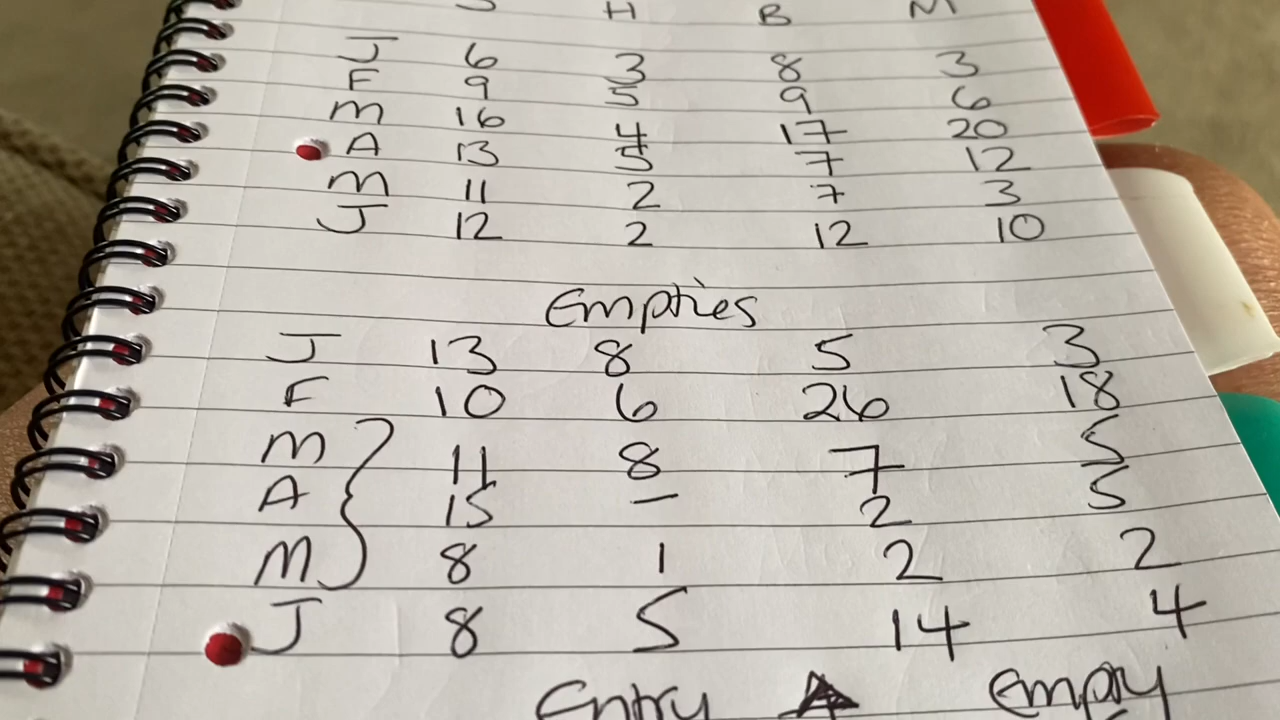 H B M
J 6 3 8 3
F 9 5 9 6
M 16 4 17 20
A 13 5 7 12
M 11 2 7 3
J 12 2 12 10
Empties
J 13 8 5 3
F 10 6 26 18
M 11 8 7 5
A 15 – 2 5
M 8 1 2 2
J 8 5 14 4
Entry Empty